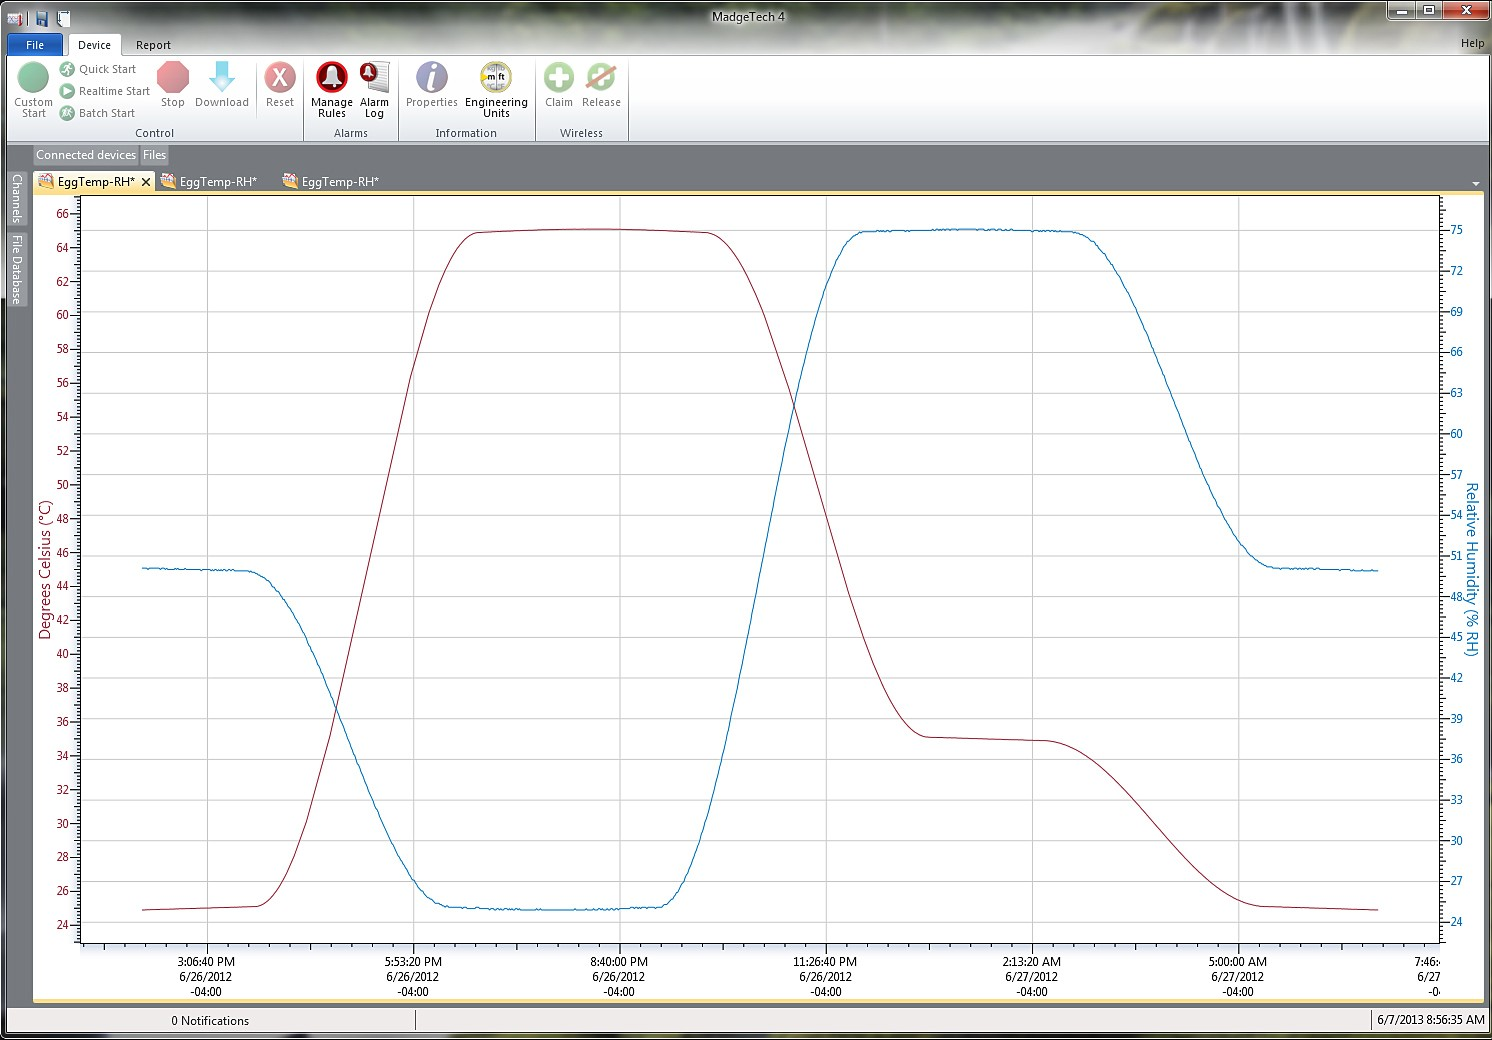 MadgeTech 4
File Device Report Help
Custom Start
Quick Start
Realtime Start
Batch Start
Stop
Download
Reset
Manage Rules
Alarm Log
Properties
Engineering Units
m ft
Claim
Release
Control Alarms Information Wireless
Connected devices Files
EggTemp-RH* EggTemp-RH* EggTemp-RH*
Channels
File Database
Degrees Celsius (°C)
66
64
62
60
58
56
54
52
50
48
46
44
42
40
38
36
34
32
30
28
26
24
75
72
69
66
63
60
57
54
51
48
45
42
39
36
33
30
27
24
Relative Humidity (% RH)
3:06:40 PM 5:53:20 PM 8:40:00 PM 11:26:40 PM 2:13:20 AM 5:00:00 AM 7:46:
6/26/2012 6/26/2012 6/26/2012 6/26/2012 6/27/2012 6/27/2012 6/27
-04:00 -04:00 -04:00 -04:00 -04:00 -04:00 -0
0 Notifications
6/7/2013 8:56:35 AM